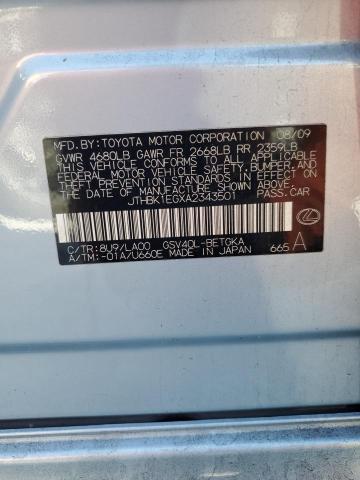 MFD.BY: TOYOTA MOTOR CORPORATION 08/09
GVWR 4680LB GAWR FR 2668LB RR 2359LB
THIS VEHICLE CONFORMS TO ALL APPLICABLE
FEDERAL MOTOR VEHICLE SAFETY, BUMPER, AND
THEFT PREVENTION STANDARDS IN EFFECT ON
THE DATE OF MANUFACTURE SHOWN ABOVE.
JTHBK1EGXA2343501 PASS.CAR
C/TR: 8U9/LA00 GSV40L-BETGKA
A/TM: -01A/U660E MADE IN JAPAN 665 A